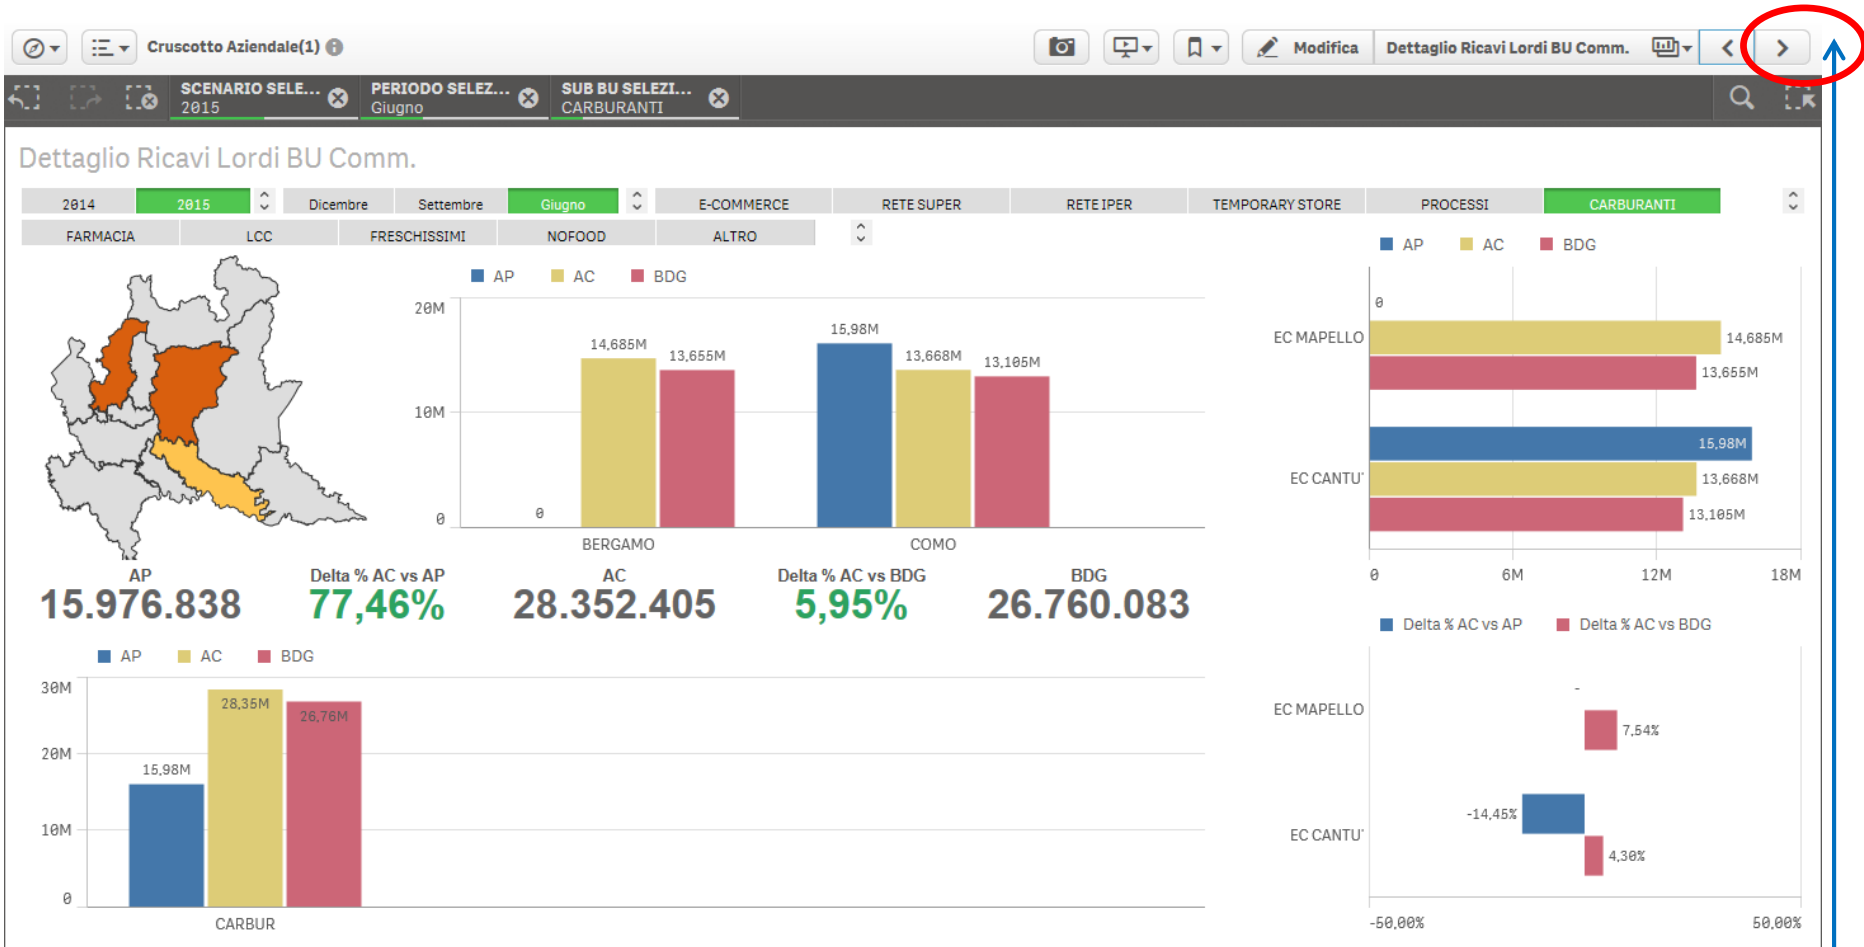 Cruscotto Aziendale(1)
Modifica
Dettaglio Ricavi Lordi BU Comm.
SCENARIO SELE...
2015
PERIODO SELEZ...
Giugno
SUB BU SELEZI...
CARBURANTI
Dettaglio Ricavi Lordi BU Comm.
2014 2015 Dicembre Settembre Giugno E-COMMERCE RETE SUPER RETE IPER TEMPORARY STORE PROCESSI CARBURANTI
FARMACIA LCC FRESCHISSIMI NOFOOD ALTRO
AP AC BDG
20M
10M
0
0
14,685M
13,655M
15,98M
13,668M
13,105M
BERGAMO COMO
AP AC BDG
EC MAPELLO
0
14,685M
13,655M
EC CANTU'
15,98M
13,668M
13,105M
0 6M 12M 18M
AP
15.976.838
Delta % AC vs AP
77,46%
AC
28.352.405
Delta % AC vs BDG
5,95%
BDG
26.760.083
AP AC BDG
30M
20M
10M
0
15,98M
28,35M
26,76M
CARBUR
Delta % AC vs AP Delta % AC vs BDG
EC MAPELLO
-
7,54%
EC CANTU'
-14,45%
4,30%
-50,00% 50,00%